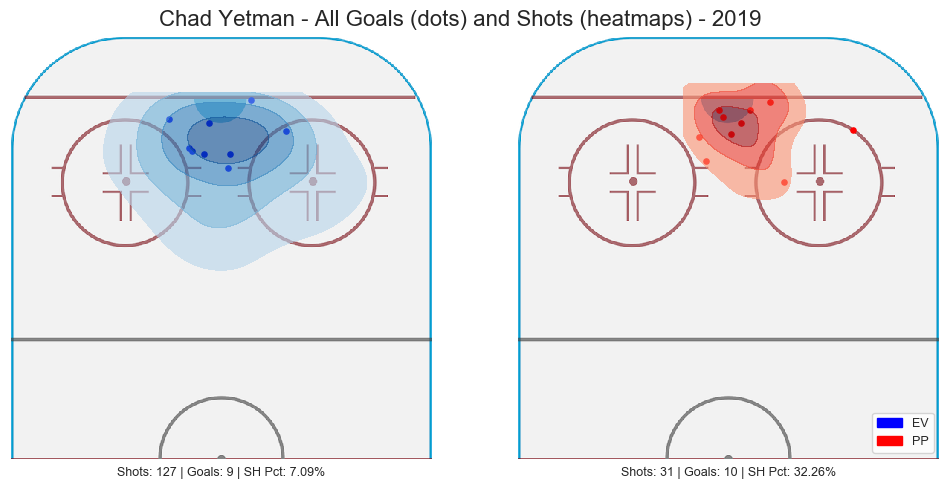 Chad Yetman - All Goals (dots) and Shots (heatmaps) - 2019
EV
PP
Shots: 127 | Goals: 9 | SH Pct: 7.09%
Shots: 31 | Goals: 10 | SH Pct: 32.26%